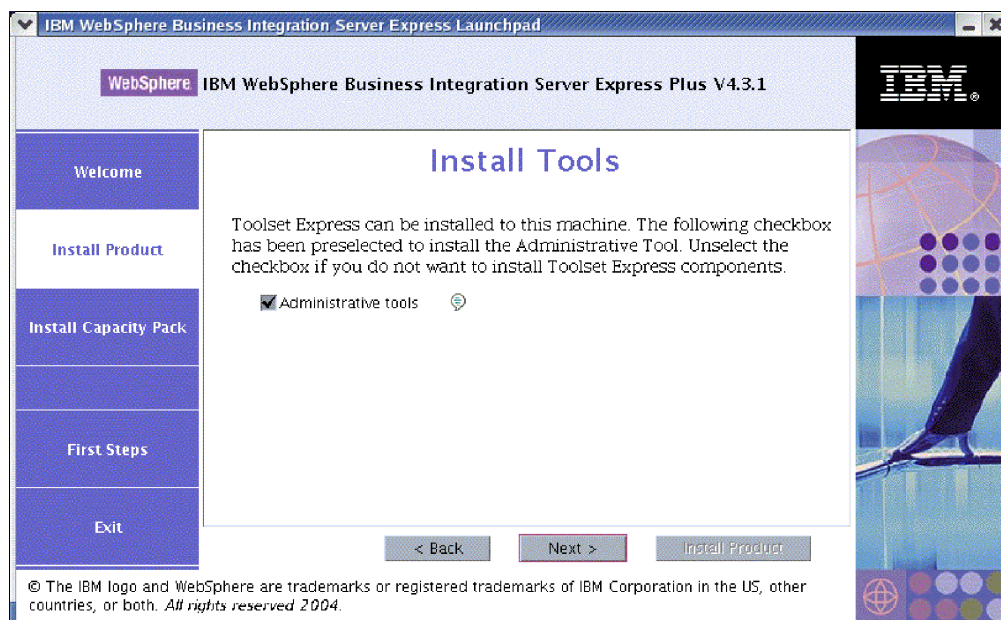 IBM WebSphere Business Integration Server Express Launchpad
WebSphere. IBM WebSphere Business Integration Server Express Plus V4.3.1
IBM®
Welcome
Install Product
Install Capacity Pack
First Steps
Exit
Install Tools
Toolset Express can be installed to this machine. The following checkbox
has been preselected to install the Administrative Tool. Unselect the
checkbox if you do not want to install Toolset Express components.
Administrative tools
< Back
Next >
Install Product
© The IBM logo and WebSphere are trademarks or registered trademarks of IBM Corporation in the US, other
countries, or both. All rights reserved 2004.